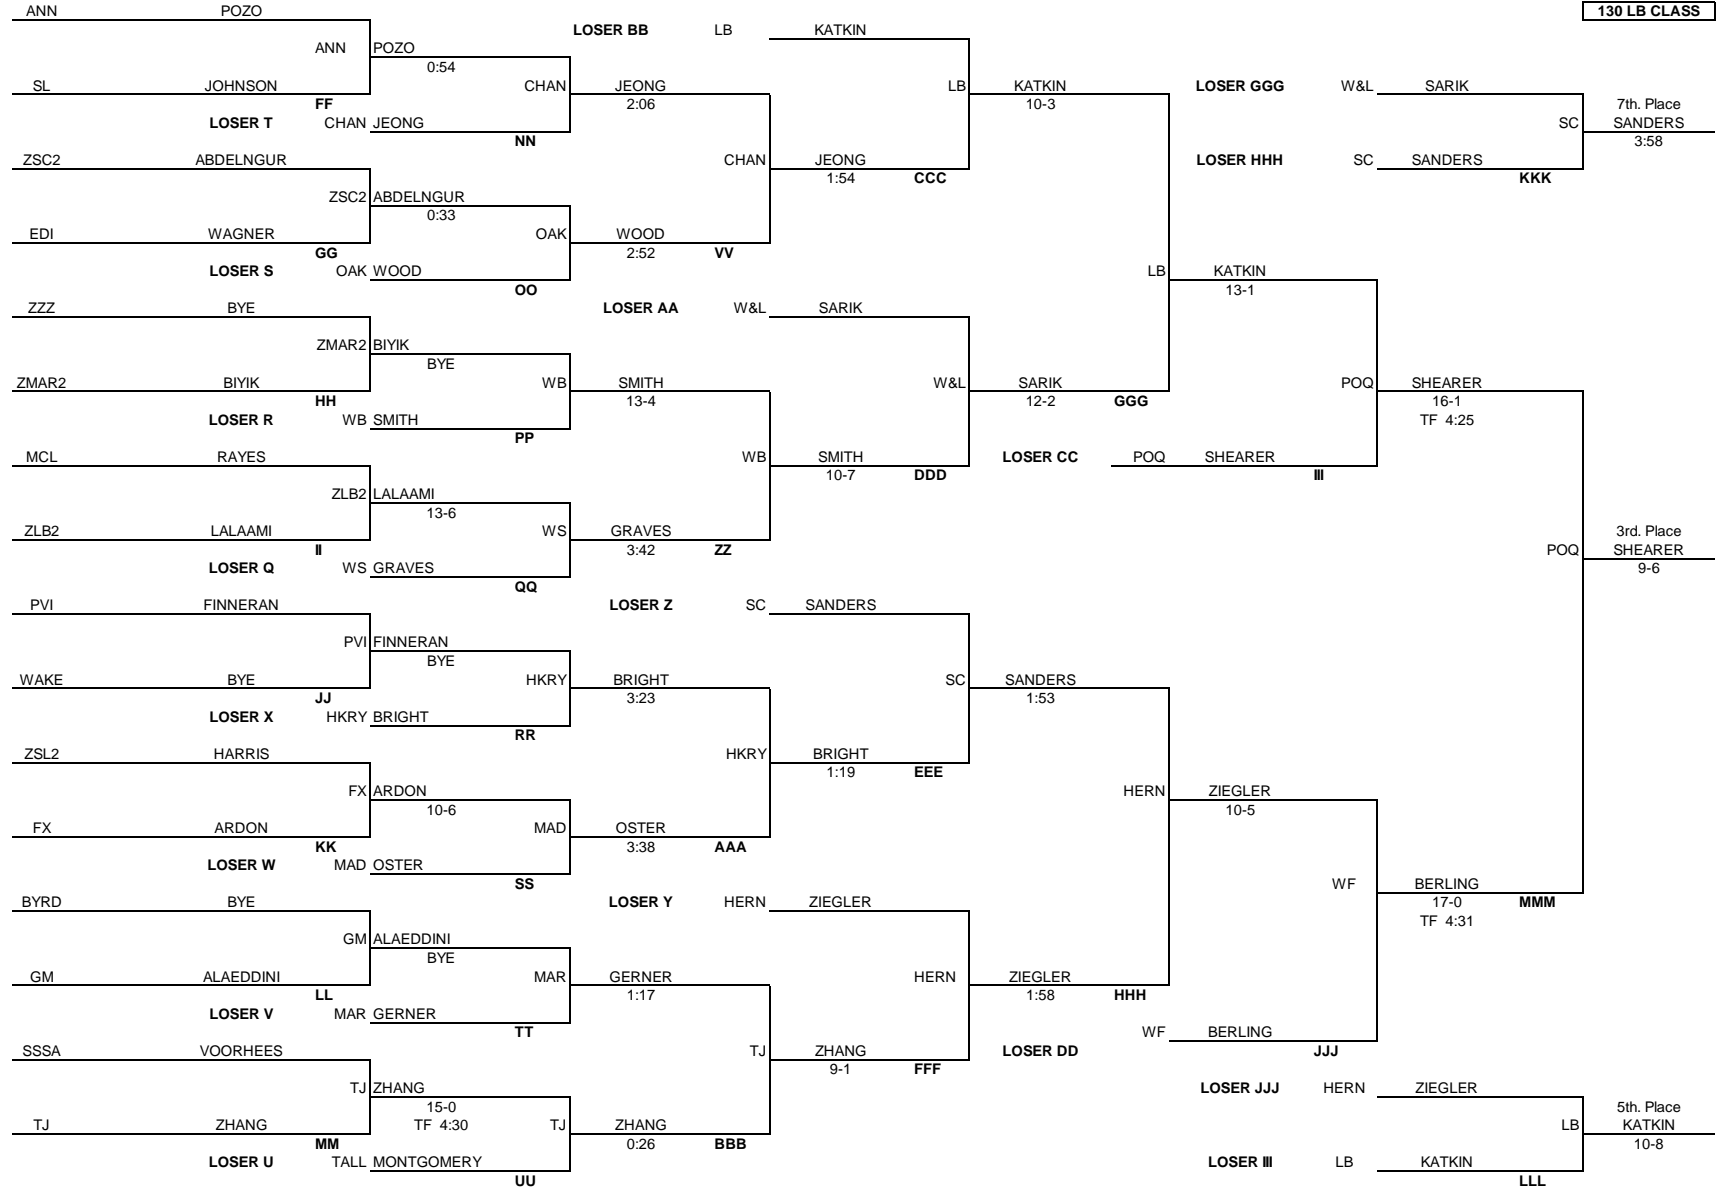 ANN POZO 130 LB CLASS
LOSER BB LB KATKIN
ANN POZO
0:54
SL JOHNSON CHAN JEONG LB KATKIN LOSER GGG W&L SARIK
FF 2:06 10-3 7th. Place
LOSER T CHAN JEONG SC SANDERS
NN 3:58
ZSC2 ABDELNGUR CHAN JEONG LOSER HHH SC SANDERS
1:54 CCC KKK
ZSC2 ABDELNGUR
0:33
EDI WAGNER OAK WOOD
GG 2:52 VV
LOSER S OAK WOOD LB KATKIN
OO 13-1
ZZZ BYE LOSER AA W&L SARIK
ZMAR2 BIYIK
BYE
ZMAR2 BIYIK WB SMITH W&L SARIK POQ SHEARER
HH 13-4 12-2 GGG 16-1
LOSER R WB SMITH TF 4:25
PP
MCL RAYES WB SMITH LOSER CC POQ SHEARER
10-7 DDD III
ZLB2 LALAAMI
13-6
ZLB2 LALAAMI WS GRAVES 3rd. Place
II 3:42 ZZ POQ SHEARER
LOSER Q WS GRAVES 9-6
QQ
PVI FINNERAN LOSER Z SC SANDERS
PVI FINNERAN
BYE
WAKE BYE HKRY BRIGHT SC SANDERS
JJ 3:23 1:53
LOSER X HKRY BRIGHT
RR
ZSL2 HARRIS HKRY BRIGHT
1:19 EEE
FX ARDON HERN ZIEGLER
10-6 10-5
FX ARDON MAD OSTER
KK 3:38 AAA
LOSER W MAD OSTER
SS WF BERLING
BYRD BYE LOSER Y HERN ZIEGLER 17-0 MMM
TF 4:31
GM ALAEDDINI
BYE
GM ALAEDDINI MAR GERNER HERN ZIEGLER
LL 1:17 1:58 HHH
LOSER V MAR GERNER
TT WF BERLING
SSSA VOORHEES TJ ZHANG LOSER DD JJJ
9-1 FFF
TJ ZHANG LOSER JJJ HERN ZIEGLER
15-0 5th. Place
TJ ZHANG TF 4:30 TJ ZHANG LB KATKIN
MM 0:26 BBB 10-8
LOSER U TALL MONTGOMERY LOSER III LB KATKIN
UU LLL